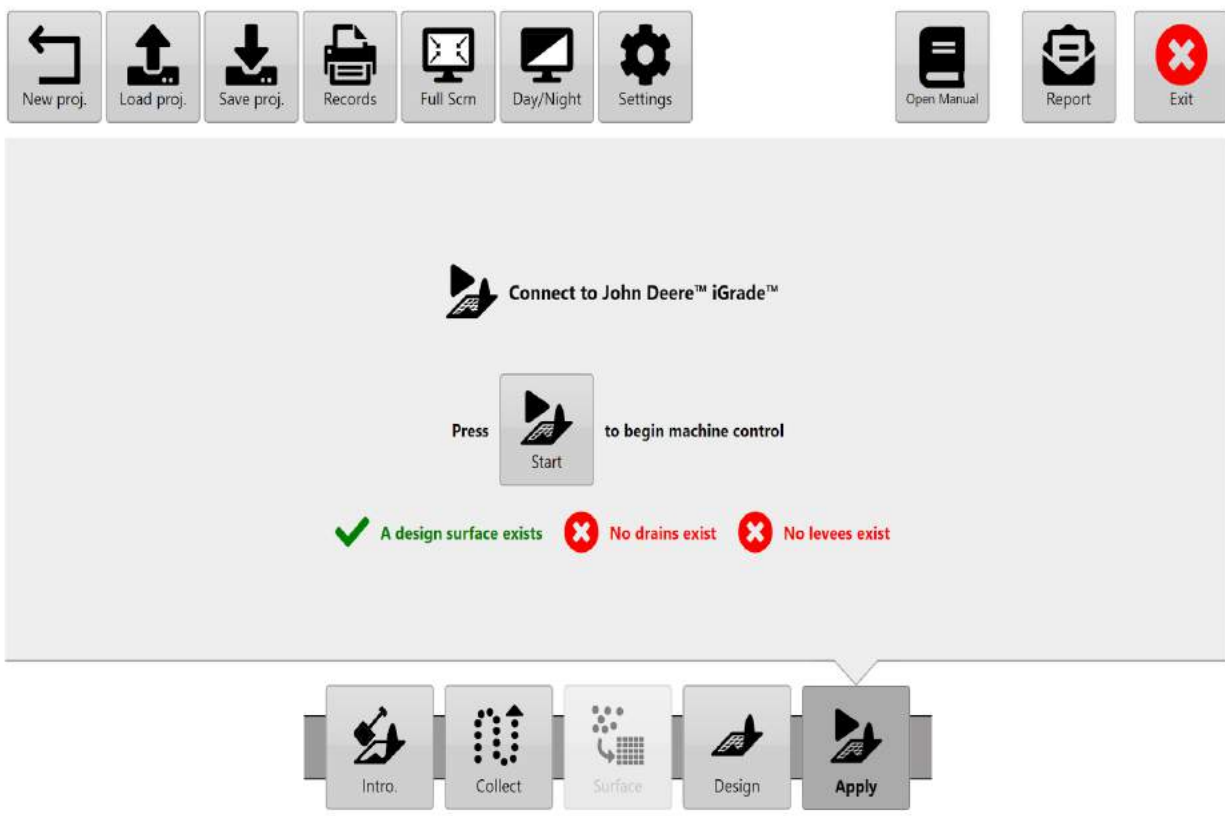 New proj.
Load proj.
Save proj.
Records
Full Scrn
Day/Night
Settings
Open Manual
Report
Exit
Connect to John Deere™ iGrade™
Press
Start
to begin machine control
A design surface exists
No drains exist
No levees exist
Intro.
Collect
Surface
Design
Apply